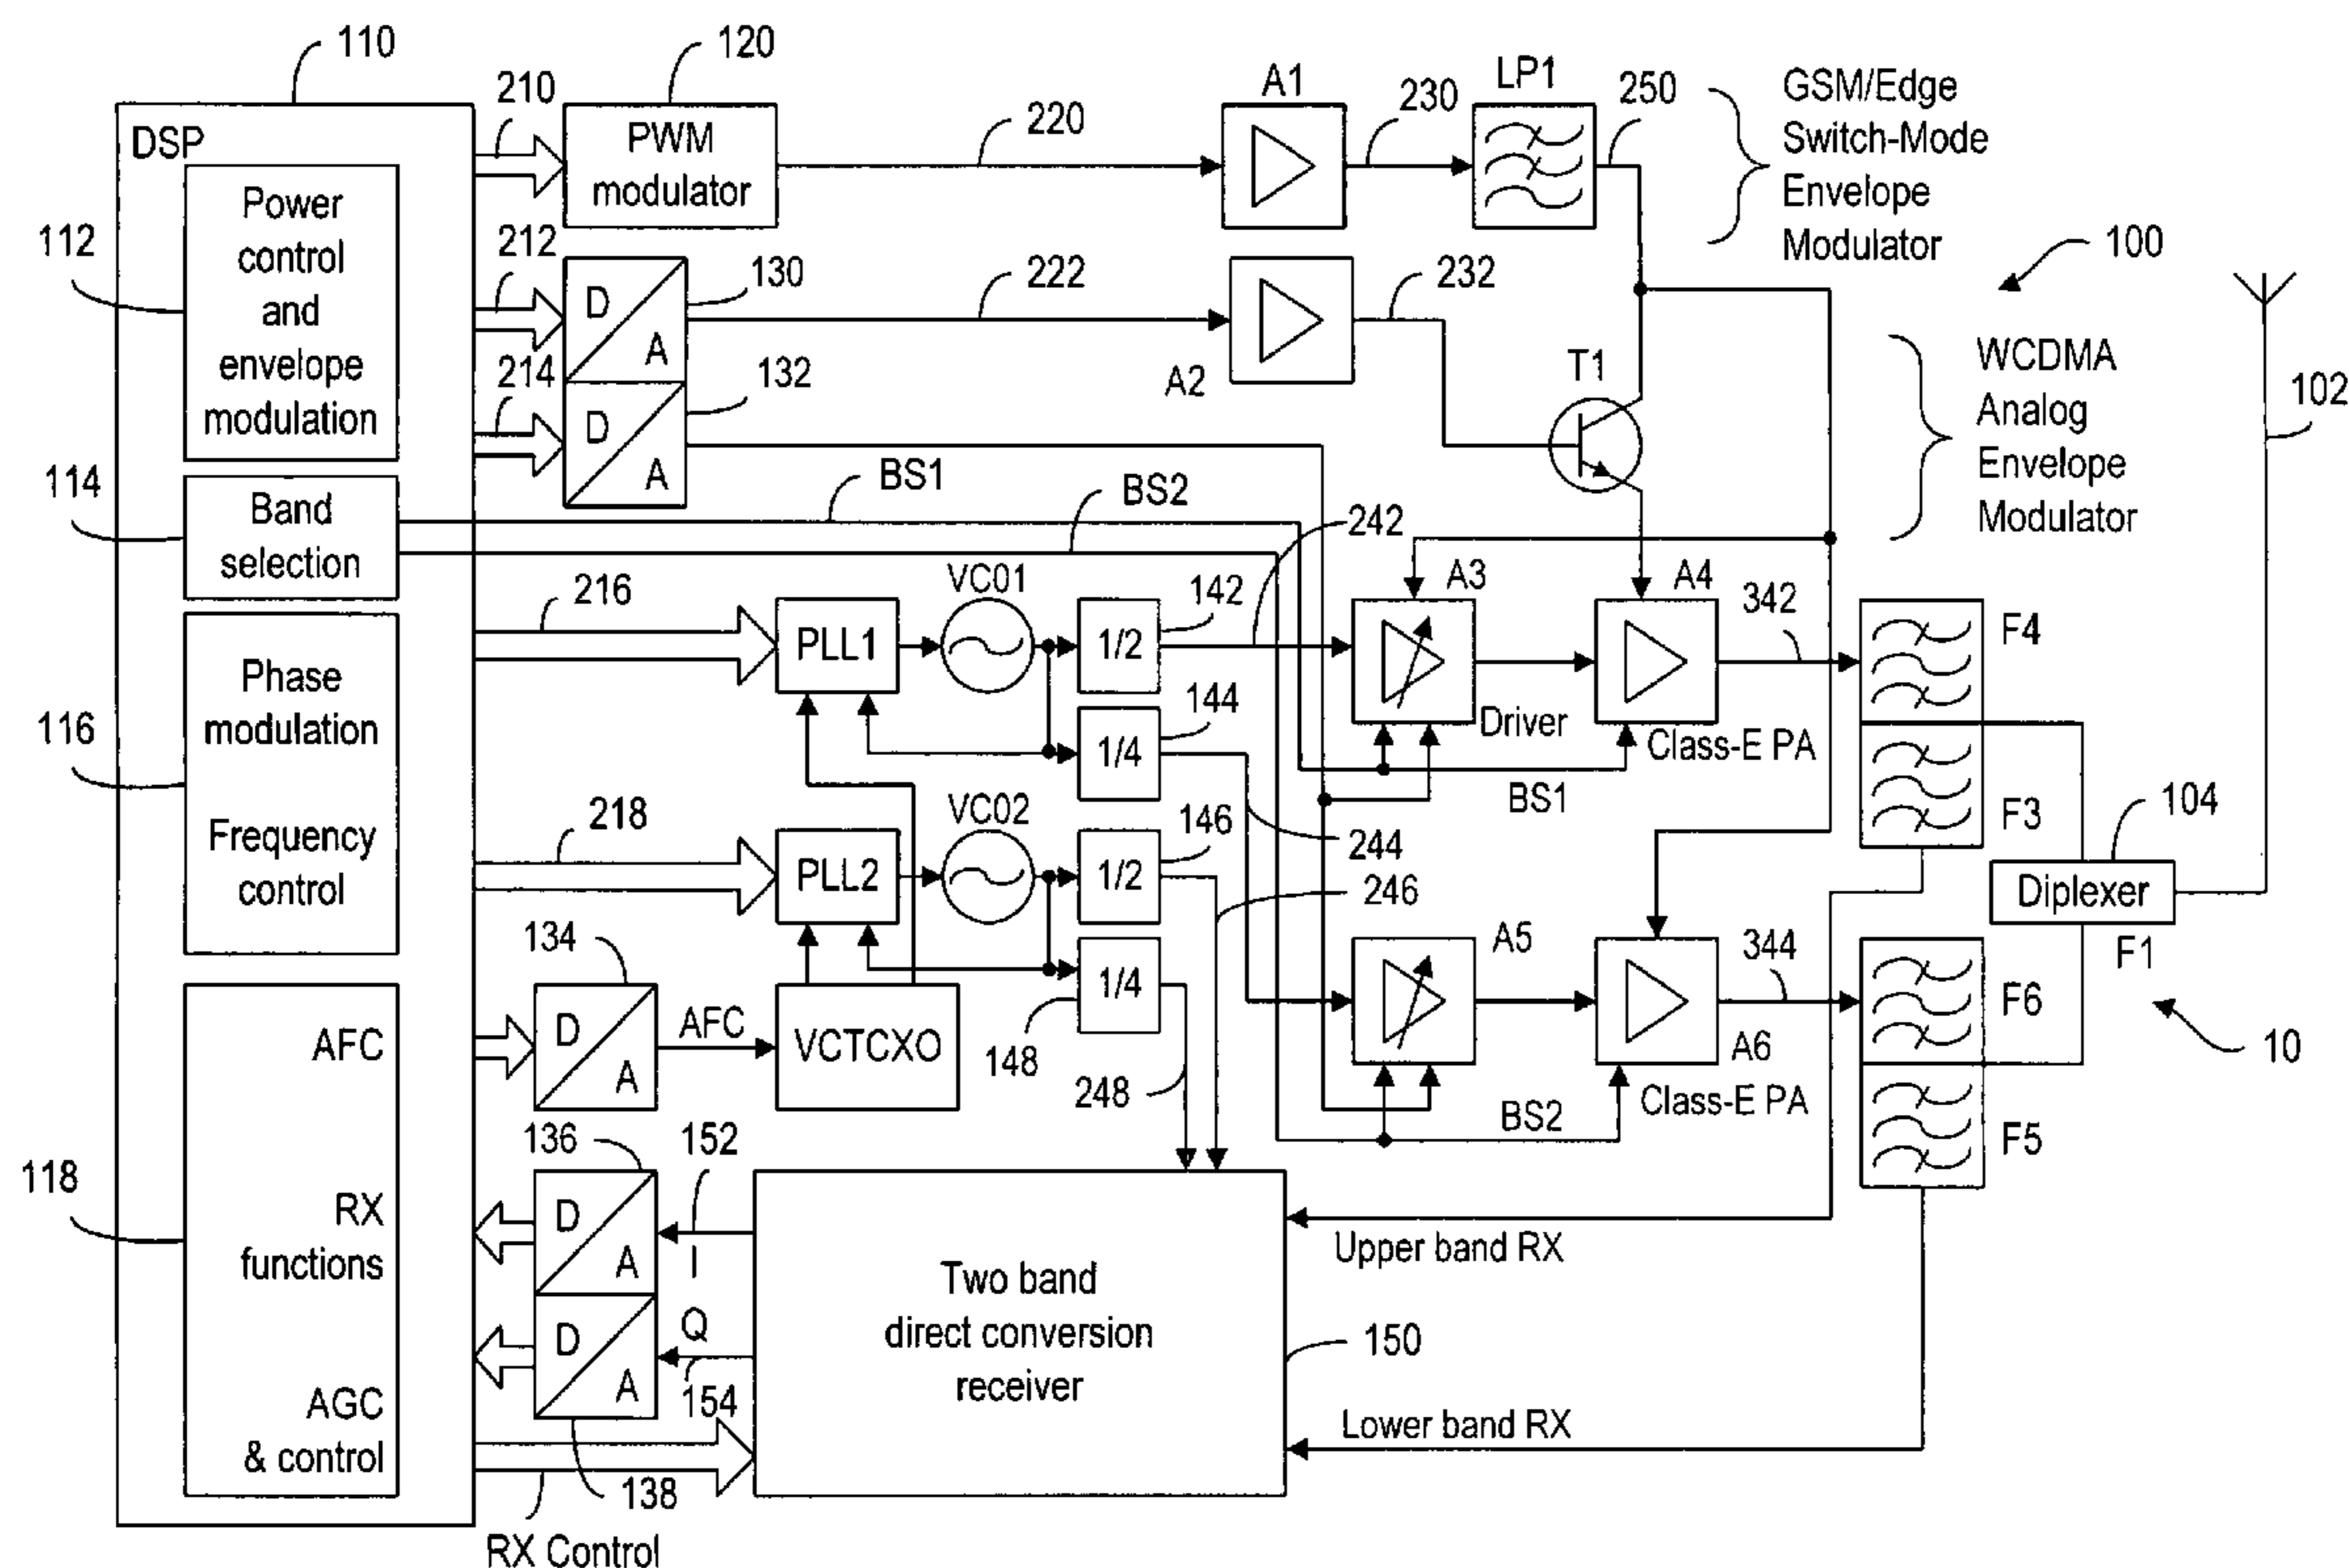 110
120
210
A1
LP1
230
250
GSM/Edge
Switch-Mode
Envelope
Modulator
DSP
PWM
modulator
220
Power
control
and
envelope
modulation
112
212
D
A
130
222
A2
232
100
214
D
A
132
T1
WCDMA
Analog
Envelope
Modulator
102
114
Band
selection
BS1
BS2
242
216
PLL1
VC01
1/2
142
A3
A4
342
F4
Phase
modulation
Frequency
control
116
144
1/4
Driver
Class-E PA
BS1
F3
104
218
PLL2
VC02
1/2
146
244
246
Diplexer
F1
134
D
A
AFC
VCTCXO
1/4
148
248
A5
A6
Class-E PA
344
F6
10
BS2
F5
AFC
RX
functions
AGC
& control
118
136
D
A
152
I
D
A
Q
154
138
RX Control
Two band
direct conversion
receiver
150
Upper band RX
Lower band RX